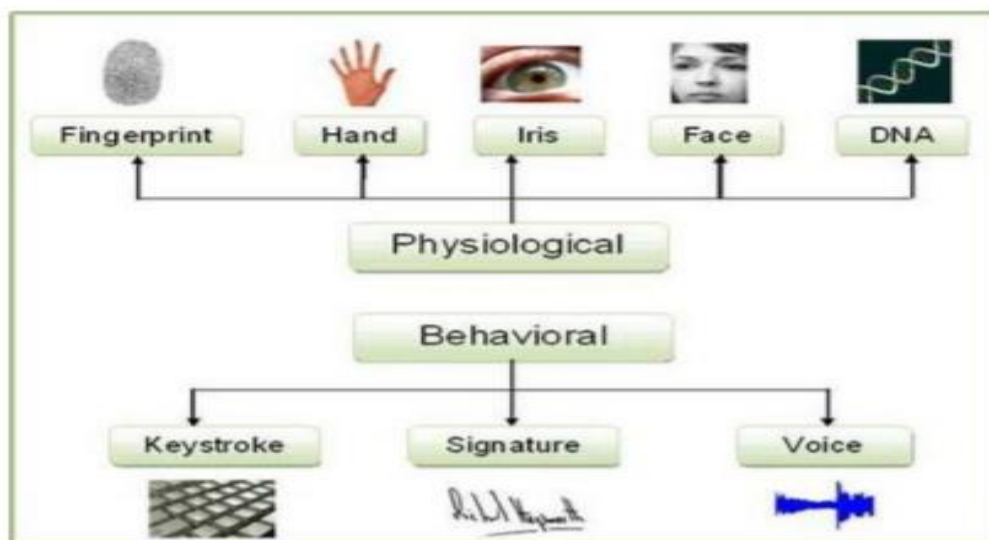 Fingerprint
Hand
Iris
Face
DNA
Physiological
Behavioral
Keystroke
Signature
Voice